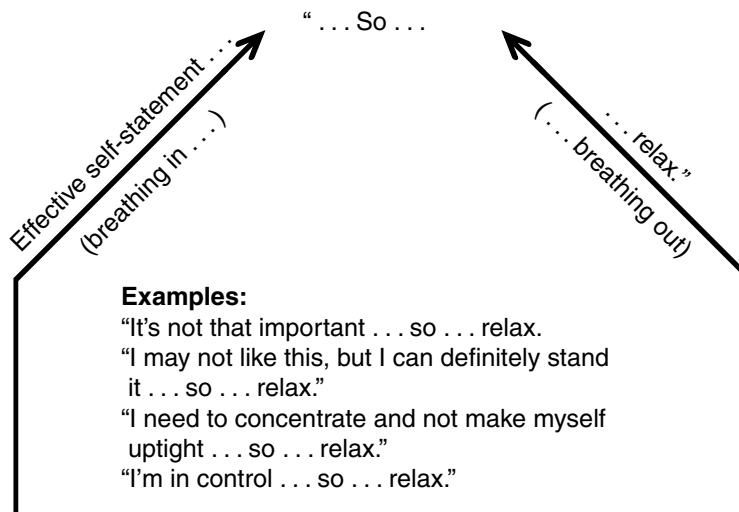 “ . . . So . . .
Effective self-statement . . .
(breathing in . . .)
. . . relax.”
( . . . breathing out)
Examples:
“It’s not that important . . . so . . . relax.
“I may not like this, but I can definitely stand
it . . . so . . . relax.”
“I need to concentrate and not make myself
uptight . . . so . . . relax.”
“I’m in control . . . so . . . relax.”